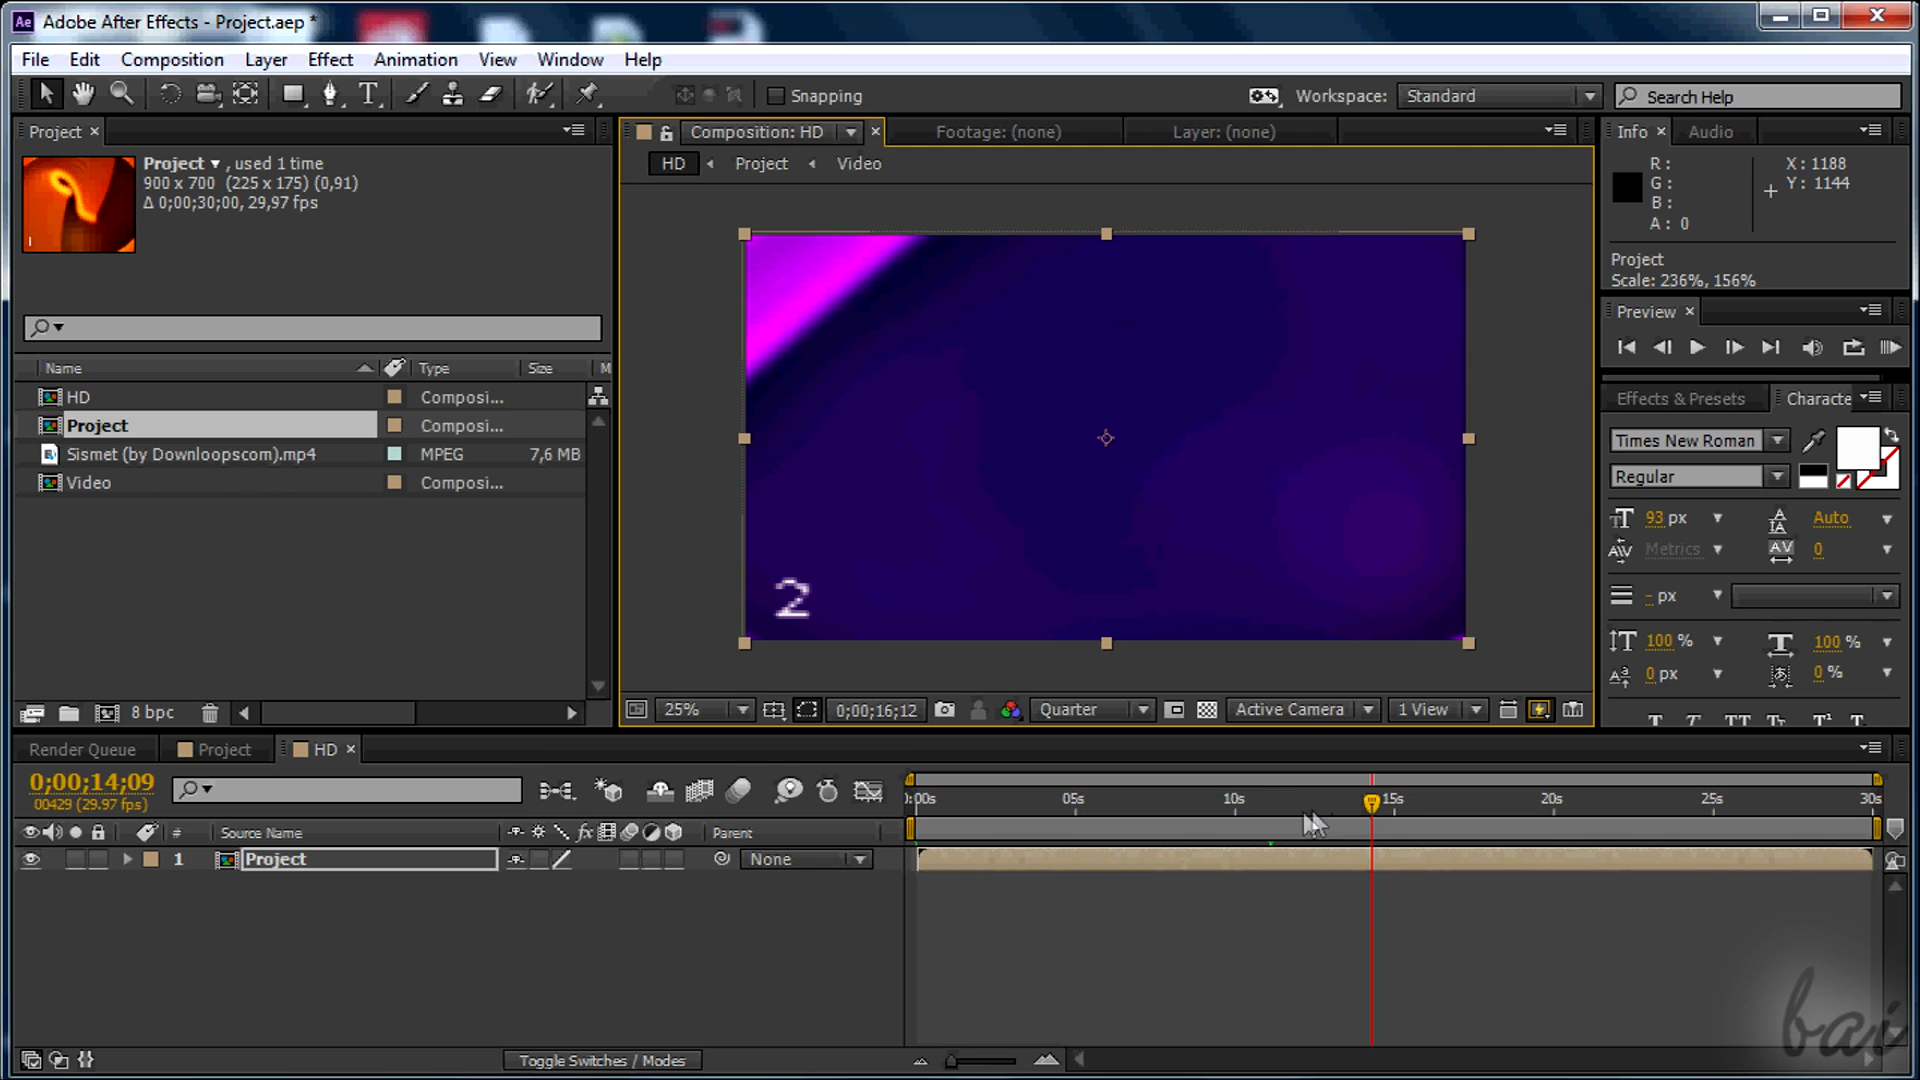 Adobe After Effects - Project.aep *
File Edit Composition Layer Effect Animation View Window Help
Snapping
Workspace: Standard
Search Help
Project
Project , used 1 time
900 x 700 (225 x 175) (0,91)
Δ 0;00;30;00, 29,97 fps
Name Type Size M
HD Composi...
Project Composi...
Sismet (by Downloopscom).mp4 MPEG 7,6 MB
Video Composi...
8 bpc
Composition: HD
Footage: (none)
Layer: (none)
HD Project Video
2
25% 0;00;16;12 Quarter Active Camera 1 View
Info Audio
R :
G :
B :
A : 0
X : 1188
Y : 1144
Project
Scale: 236%, 156%
Preview
Effects & Presets Characte
Times New Roman
Regular
93 px Auto
Metrics 0
- px
100 % 100 %
0 px 0 %
Render Queue Project HD
0;00;14;09
00429 (29.97 fps)
# Source Name Parent
1 Project None
):00s 05s 10s 15s 20s 25s 30s
Toggle Switches / Modes
bai